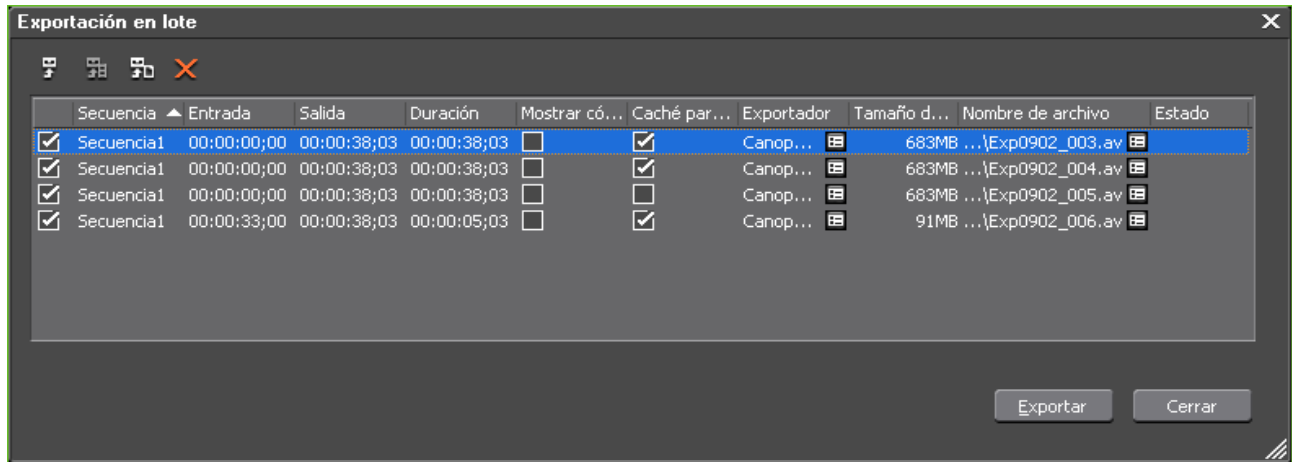 Exportación en lote
Secuencia Entrada Salida Duración Mostrar có... Caché par... Exportador Tamaño d... Nombre de archivo Estado
Secuencia1 00:00:00;00 00:00:38;03 00:00:38;03 Canop... 683MB ...\Exp0902_003.av
Secuencia1 00:00:00;00 00:00:38;03 00:00:38;03 Canop... 683MB ...\Exp0902_004.av
Secuencia1 00:00:00;00 00:00:38;03 00:00:38;03 Canop... 683MB ...\Exp0902_005.av
Secuencia1 00:00:33;00 00:00:38;03 00:00:05;03 Canop... 91MB ...\Exp0902_006.av
Exportar Cerrar